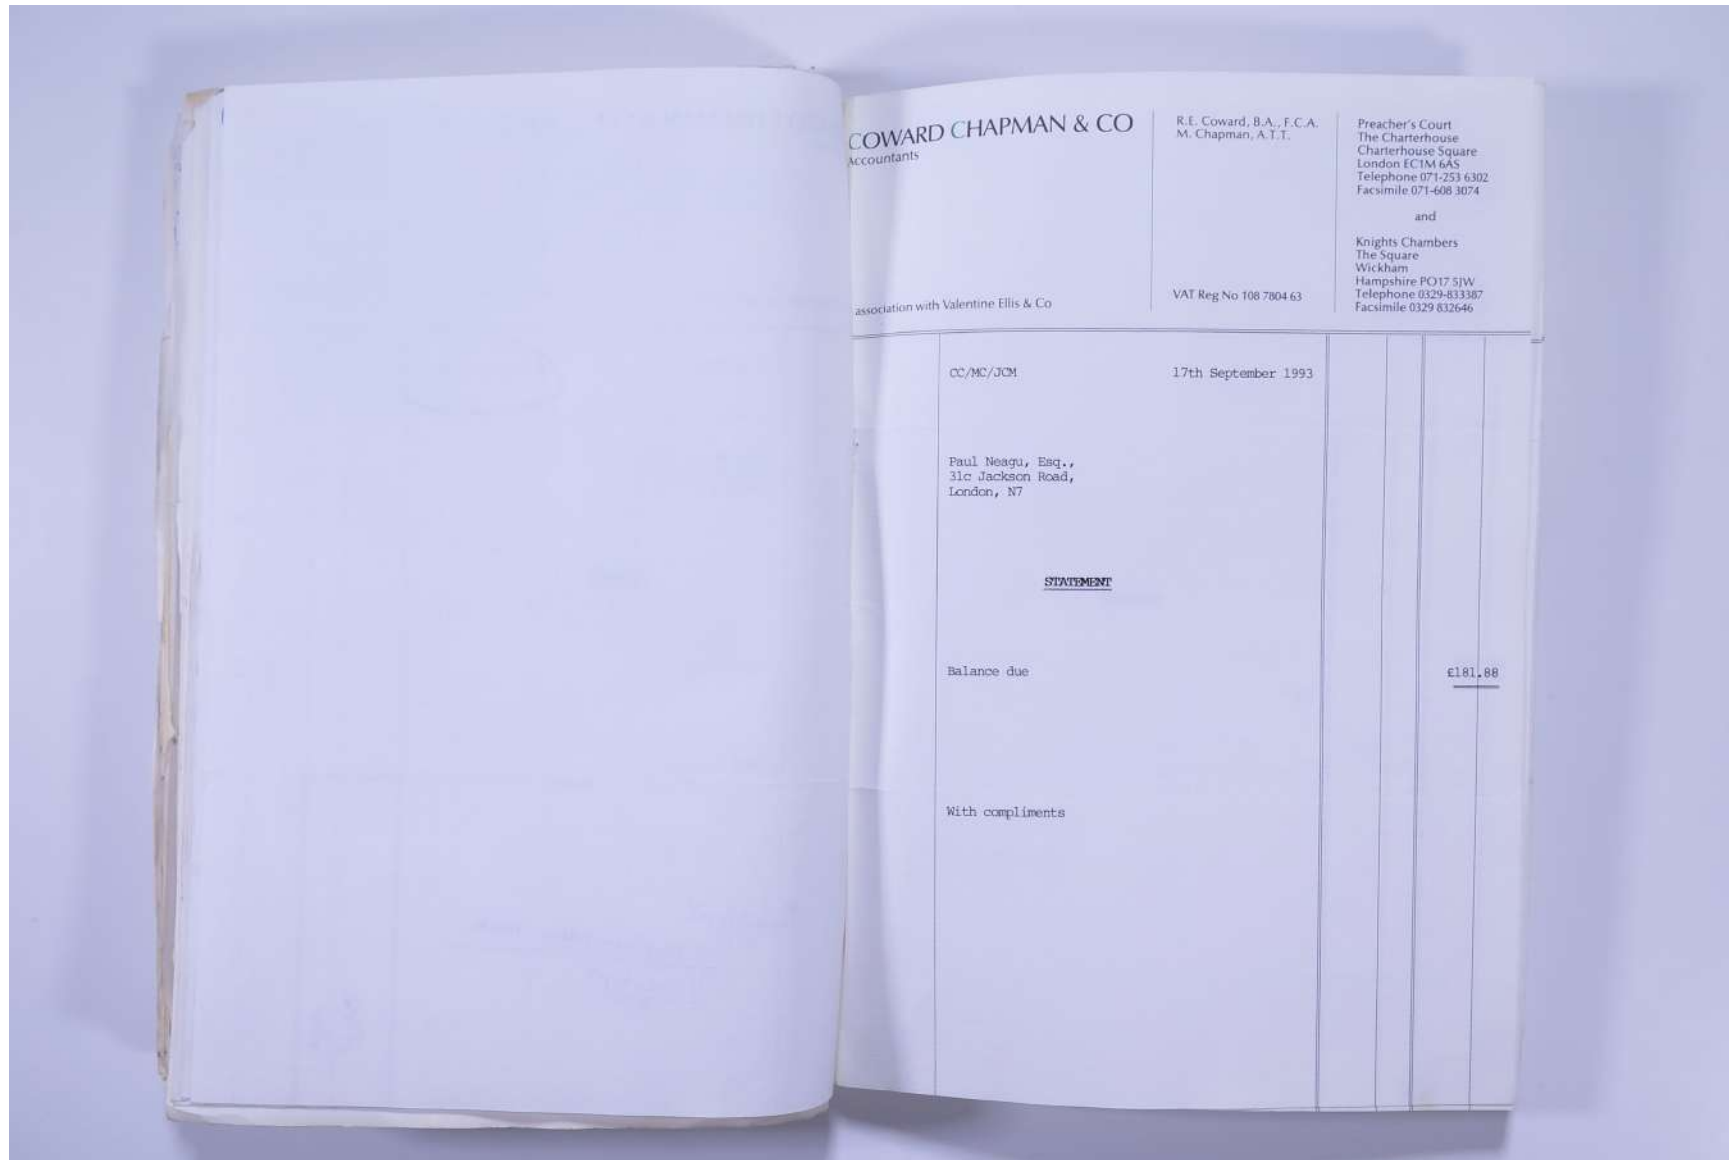 COWARD CHAPMAN & CO
Accountants
association with Valentine Ellis & Co
R.E. Coward, B.A., F.C.A.
M. Chapman, A.T.T.
VAT Reg No 108 7804 63
Preacher's Court
The Charterhouse
Charterhouse Square
London EC1M 6AS
Telephone 071-253 6302
Facsimile 071-608 3074
and
Knights Chambers
The Square
Wickham
Hampshire PO17 5JW
Telephone 0329-833387
Facsimile 0329 832646
CC/MC/JCM 17th September 1993
Paul Neagu, Esq.,
31c Jackson Road,
London, N7
STATEMENT
Balance due £181.88
With compliments